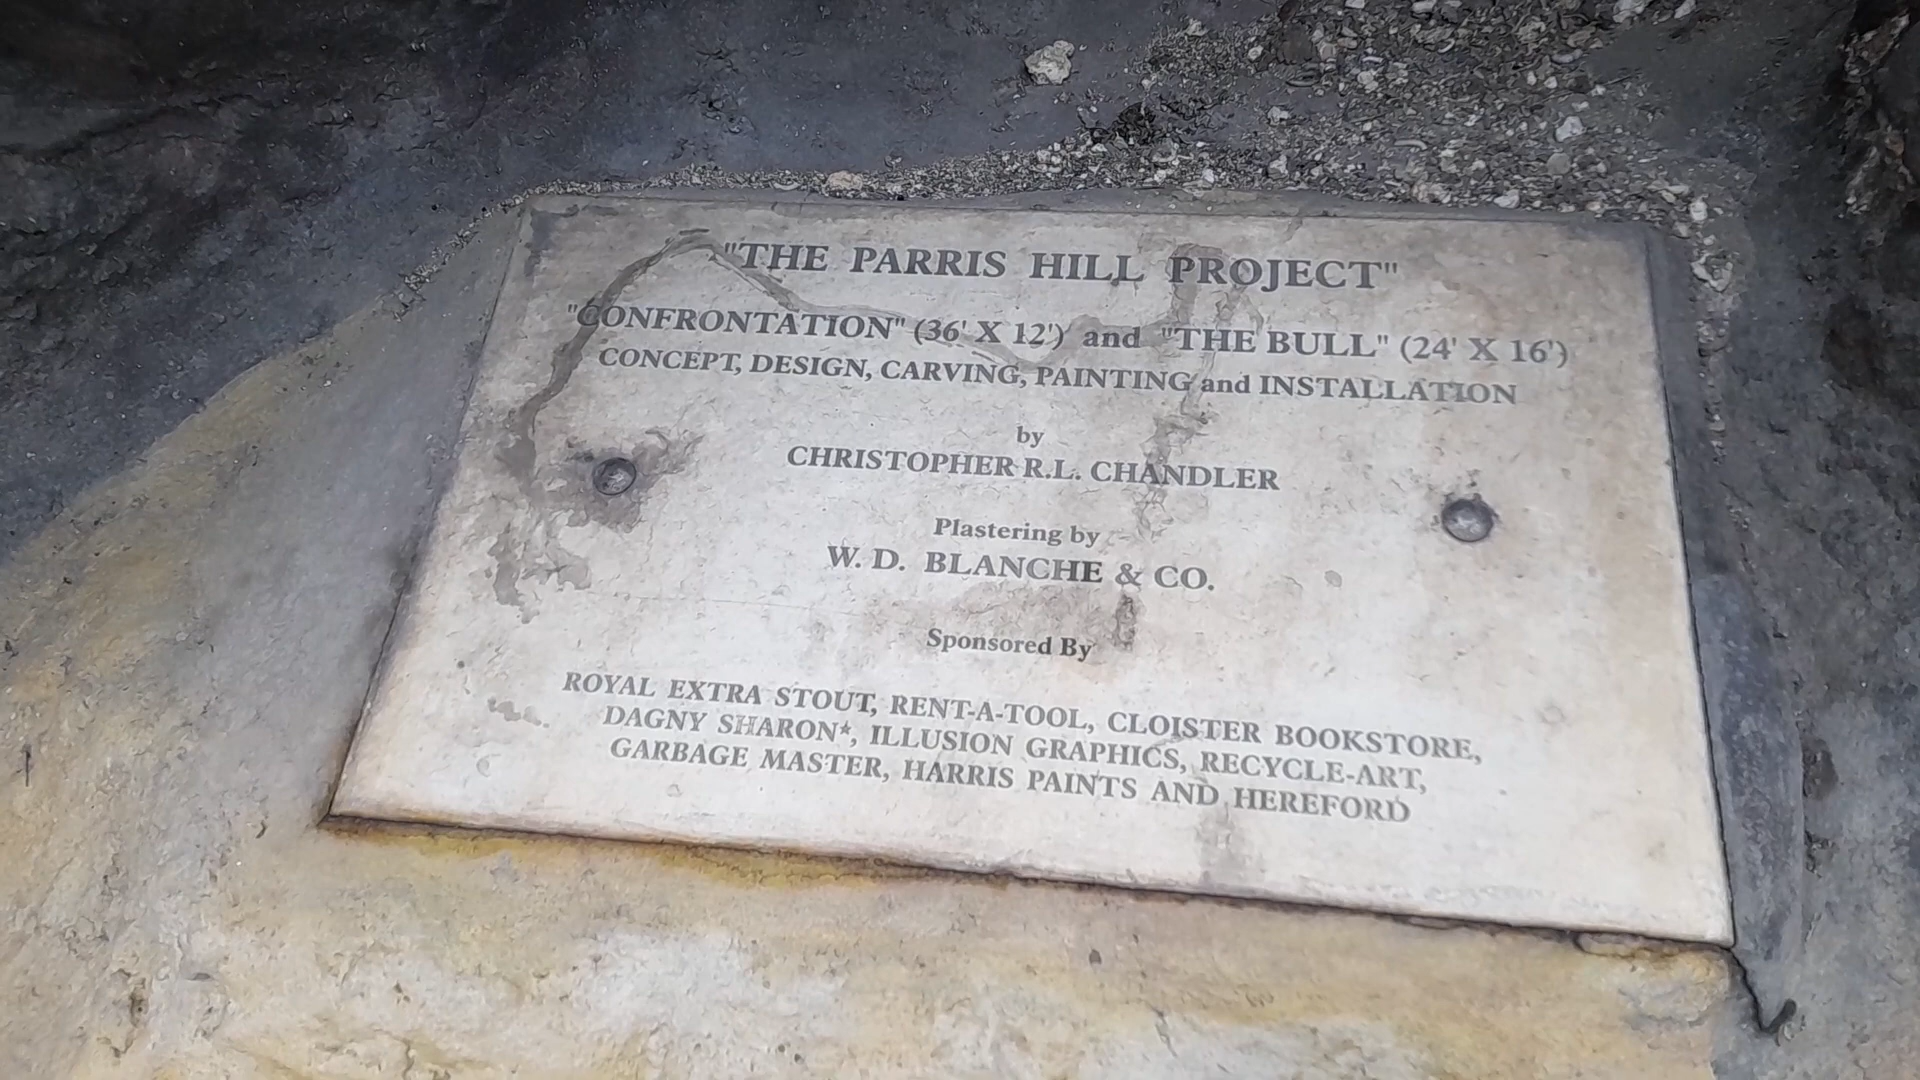 "THE PARRIS HILL PROJECT"
"CONFRONTATION" (36' X 12') and "THE BULL" (24' X 16')
CONCEPT, DESIGN, CARVING, PAINTING and INSTALLATION
by
CHRISTOPHER R.L. CHANDLER
Plastering by
W. D. BLANCHE & CO.
Sponsored By
ROYAL EXTRA STOUT, RENT-A-TOOL, CLOISTER BOOKSTORE,
DAGNY SHARON*, ILLUSION GRAPHICS, RECYCLE-ART,
GARBAGE MASTER, HARRIS PAINTS AND HEREFORD